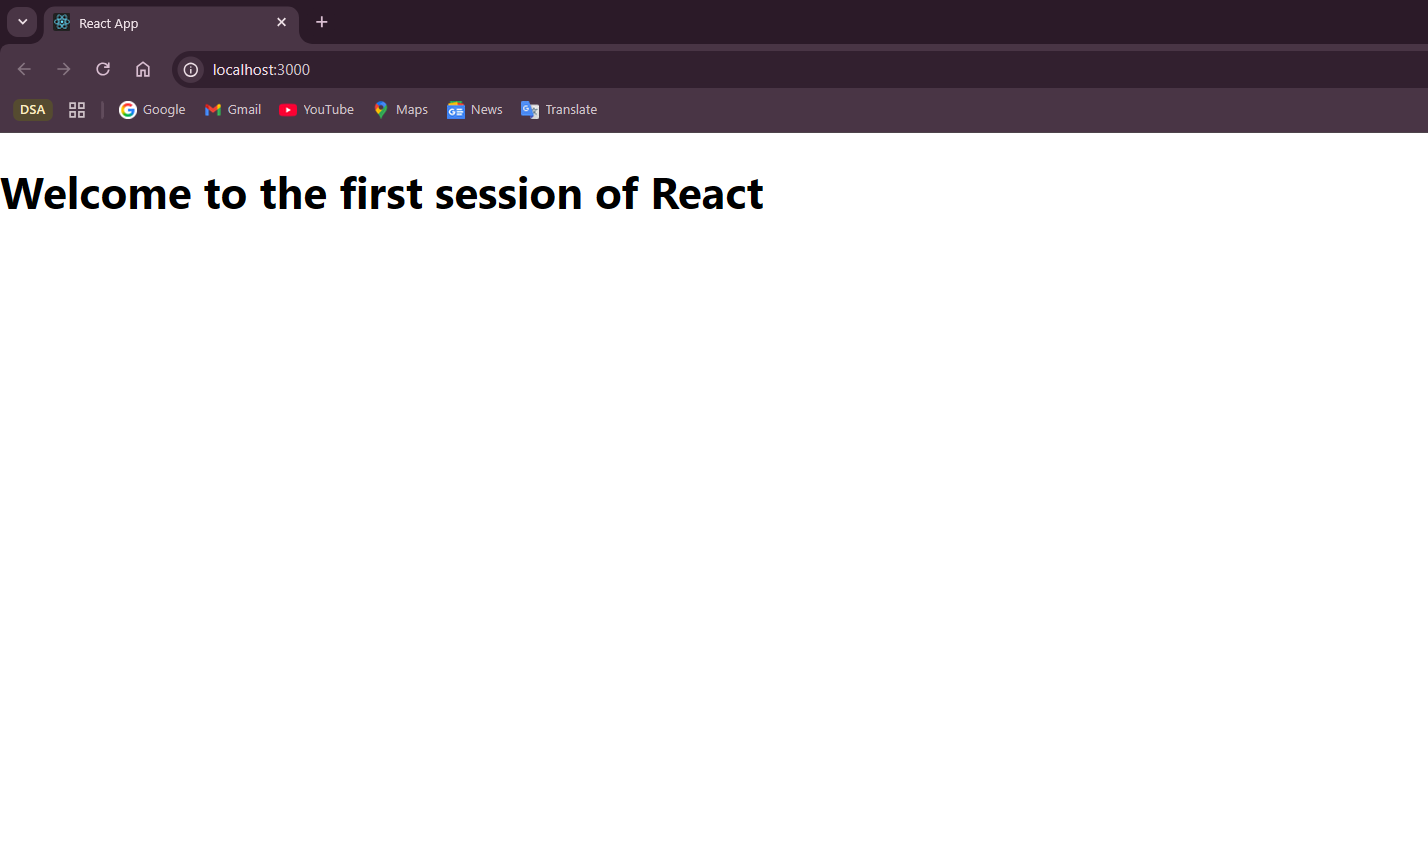 React App
localhost:3000
DSA Google Gmail YouTube Maps News Translate
Welcome to the first session of React